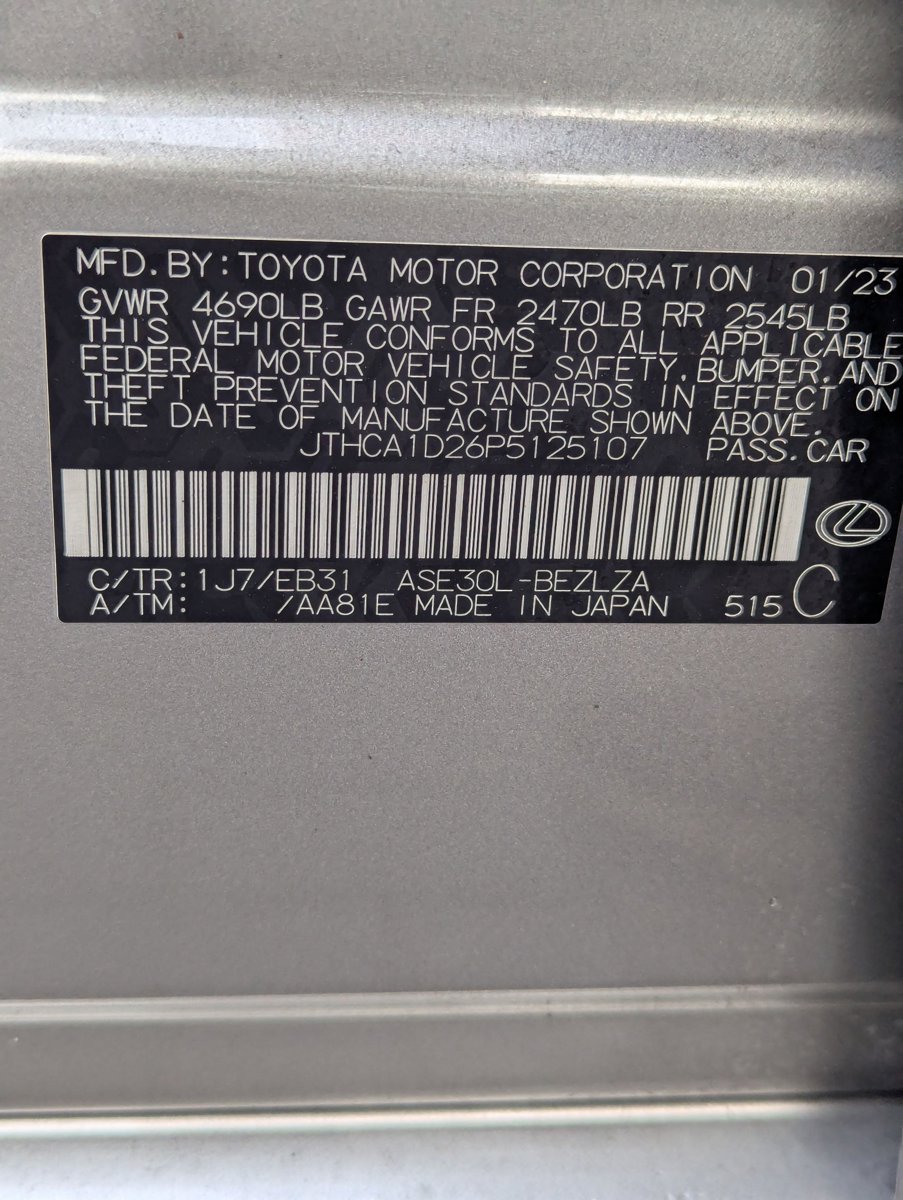 MFD.BY:TOYOTA MOTOR CORPORATION 01/23
GVWR 4690LB GAWR FR 2470LB RR 2545LB
THIS VEHICLE CONFORMS TO ALL APPLICABLE
FEDERAL MOTOR VEHICLE SAFETY,BUMPER,AND
THEFT PREVENTION STANDARDS IN EFFECT ON
THE DATE OF MANUFACTURE SHOWN ABOVE.
JTHCA1D26P5125107 PASS.CAR
C/TR:1J7/EB31 ASE30L-BEZLZA
A/TM: /AA81E MADE IN JAPAN 515 C